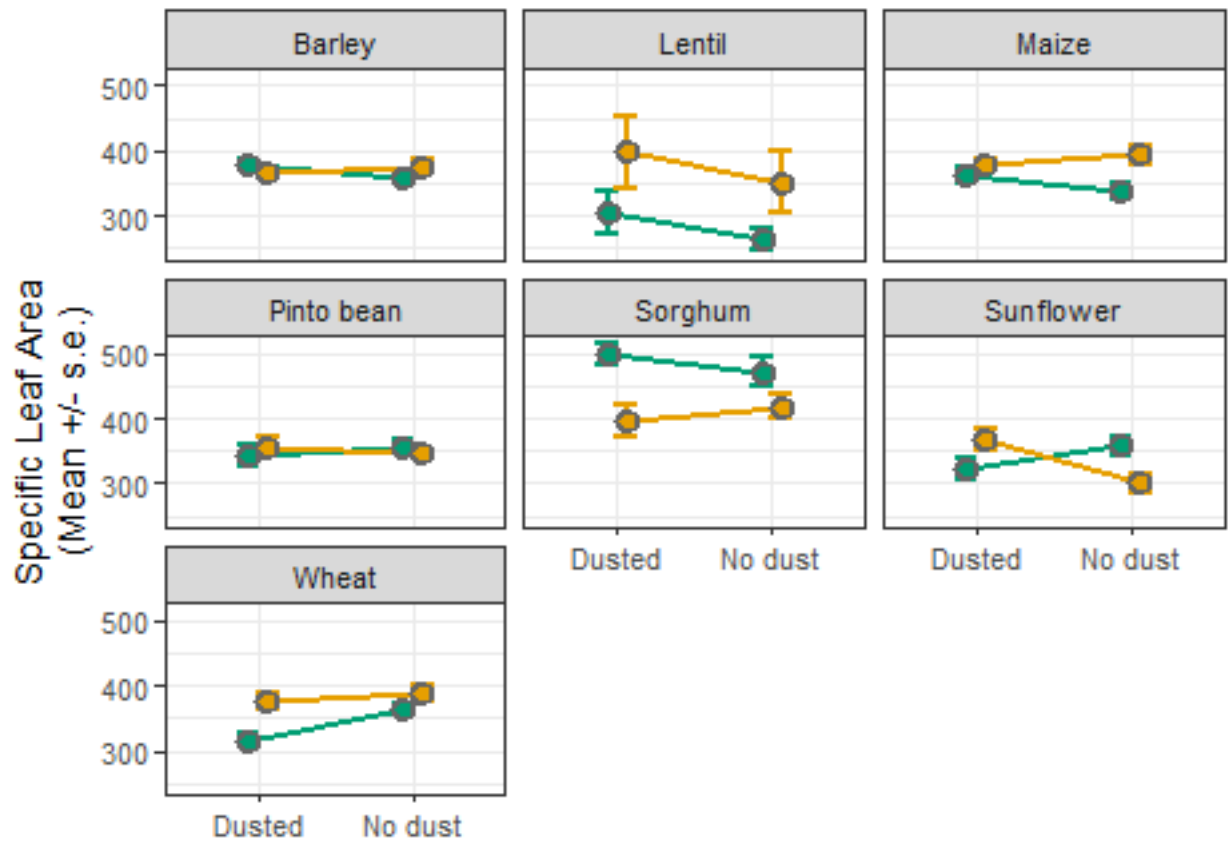 Barley
Lentil
Maize
500
400
300
Pinto bean
Sorghum
Sunflower
500
400
300
Specific Leaf Area
(Mean +/- s.e.)
Dusted
No dust
Dusted
No dust
Wheat
500
400
300
Dusted
No dust